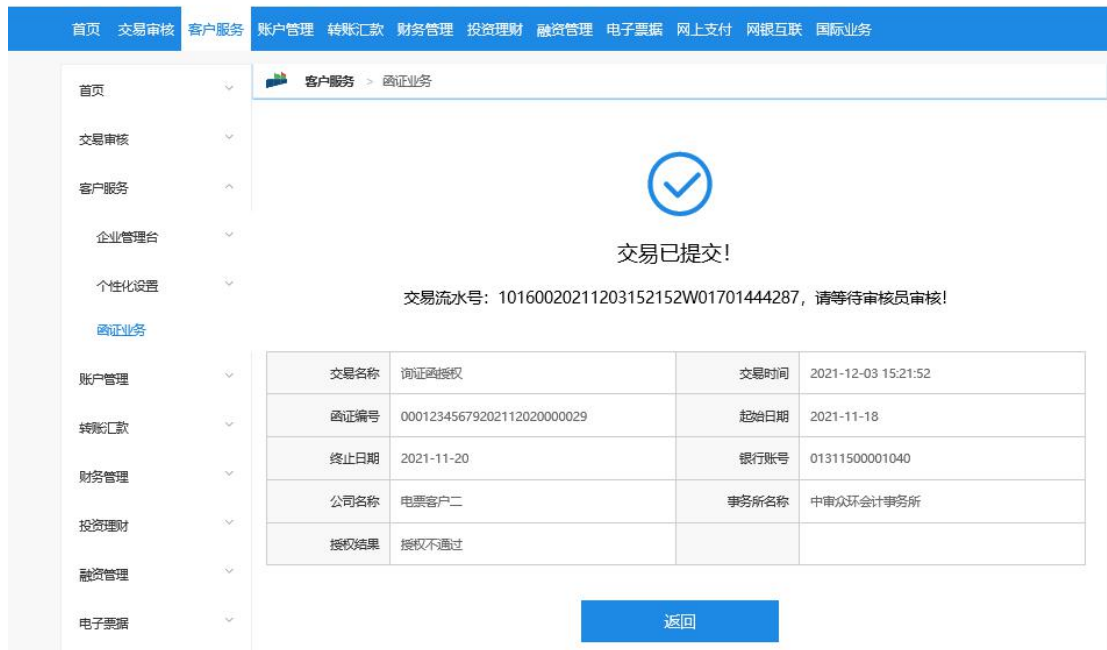 首页 交易审核 客户服务 账户管理 转账汇款 财务管理 投资理财 融资管理 电子票据 网上支付 网银互联 国际业务
首页
交易审核
客户服务
企业管理台
个性化设置
函证业务
账户管理
转账汇款
财务管理
投资理财
融资管理
电子票据
客户服务 > 函证业务
交易已提交!
交易流水号: 10160020211203152152W01701444287, 请等待审核员审核!
交易名称 询证函授权 交易时间 2021-12-03 15:21:52
函证编号 00012345679202112020000029 起始日期 2021-11-18
终止日期 2021-11-20 银行账号 01311500001040
公司名称 电票客户二 事务所名称 中审众环会计事务所
授权结果 授权不通过
返回